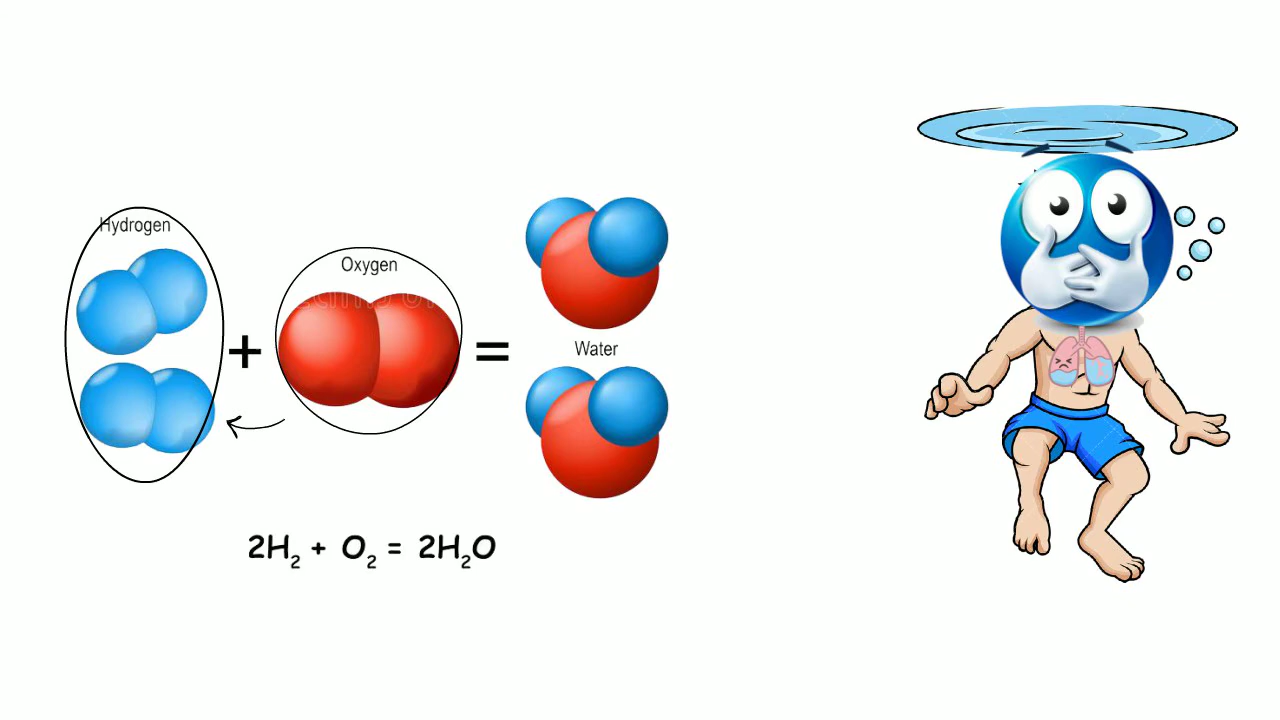 Hydrogen
+
Oxygen
=
Water
2H₂ + O₂ = 2H₂O